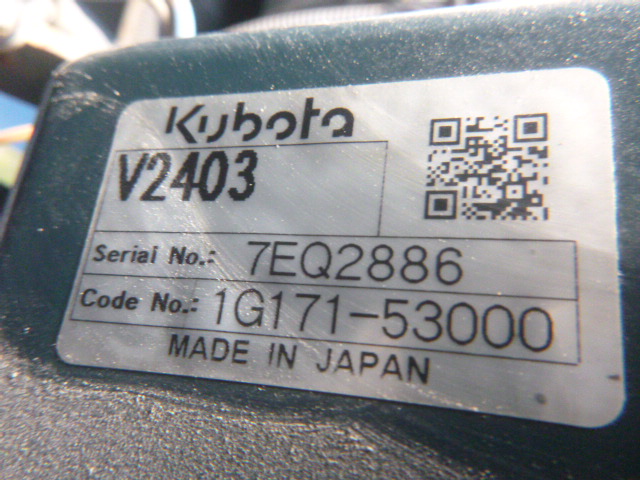 Kubota
V2403
Serial No.: 7EQ2886
Code No.: 1G171-53000
MADE IN JAPAN